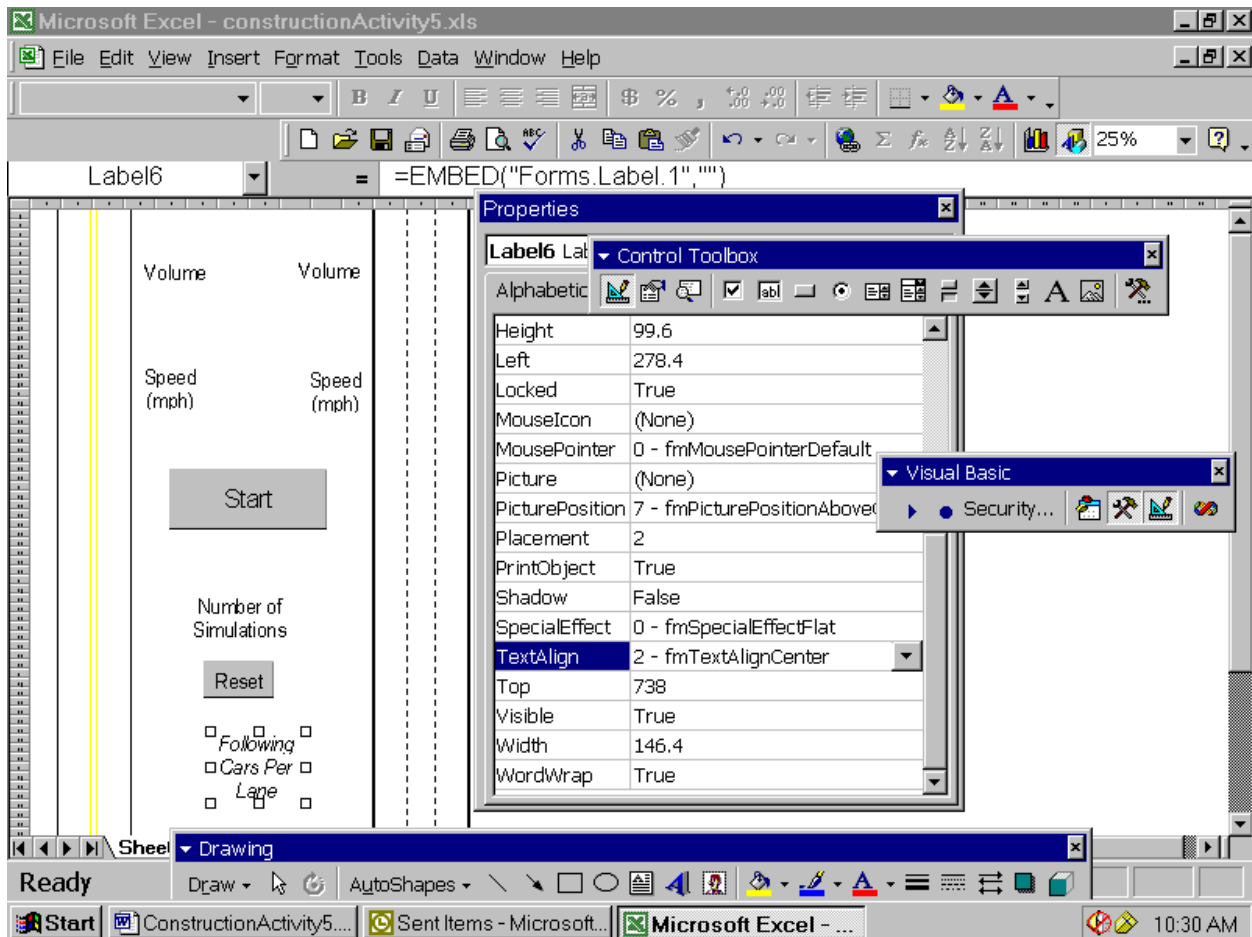 Microsoft Excel - constructionActivity5.xls
File Edit View Insert Format Tools Data Window Help
B I U $ % ,
25%
Label6 = =EMBED("Forms.Label.1","")
Properties
Label6
Control Toolbox
Alphabetic
Height 99.6
Left 278.4
Locked True
MouseIcon (None)
MousePointer 0 - fmMousePointerDefault
Picture (None)
PicturePosition 7 - fmPicturePositionAbove
Placement 2
PrintObject True
Shadow False
SpecialEffect 0 - fmSpecialEffectFlat
TextAlign 2 - fmTextAlignCenter
Top 738
Visible True
Width 146.4
WordWrap True
Visual Basic
Security...
Volume Volume
Speed Speed
(mph) (mph)
Start
Number of
Simulations
Reset
Following
Cars Per
Lane
Shee
Drawing
Draw AutoShapes
Ready
Start ConstructionActivity5.... Sent Items - Microsoft... Microsoft Excel - ... 10:30 AM